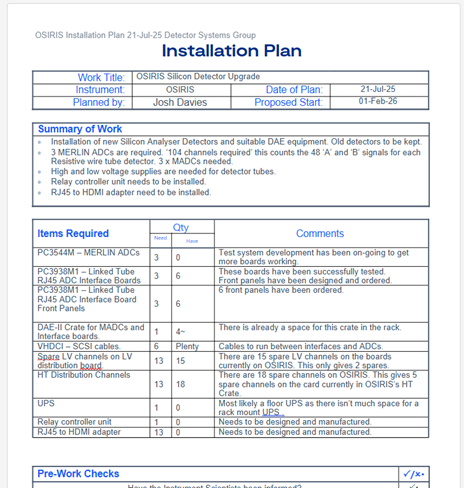 OSIRIS Installation Plan 21-Jul-25 Detector Systems Group
Installation Plan
Work Title: OSIRIS Silicon Detector Upgrade
Instrument: OSIRIS Date of Plan: 21-Jul-25
Planned by: Josh Davies Proposed Start: 01-Feb-26
Summary of Work
Installation of new Silicon Analyser Detectors and suitable DAE equipment. Old detectors to be kept.
3 MERLIN ADCs are required. '104 channels required' this counts the 48 'A' and 'B' signals for each
Resistive wire tube detector. 3 x MADCs needed.
High and low voltage supplies are needed for detector tubes.
Relay controller unit needs to be installed.
RJ45 to HDMI adapter need to be installed.
Items Required Qty Comments
Need Have
PC3544M – MERLIN ADCs 3 0 Test system development has been on-going to get
more boards working.
PC3938M1 – Linked Tube 3 6 These boards have been successfully tested.
RJ45 ADC Interface Boards Front panels have been designed and ordered.
PC3938M1 – Linked Tube 3 6 6 front panels have been ordered.
RJ45 ADC Interface Board
Front Panels
DAE-II Crate for MADCs and 1 4~ There is already a space for this crate in the rack.
Interface boards.
VHDCI – SCSI cables. 6 Plenty Cables to run between interfaces and ADCs.
Spare LV channels on LV 13 15 There are 15 spare LV channels on the boards
distribution board. currently on OSIRIS. This only gives 2 spares.
HT Distribution Channels 13 18 There are 18 spare channels on OSIRIS. This gives 5
spare channels on the card currently in OSIRIS's HT
Crate.
UPS 1 0 Most likely a floor UPS as there isn't much space for a
rack mount UPS.
Relay controller unit 1 0 Needs to be designed and manufactured.
RJ45 to HDMI adapter 13 0 Needs to be designed and manufactured.
Pre-Work Checks ✓/×
Have the Instrument Scientists been informed?